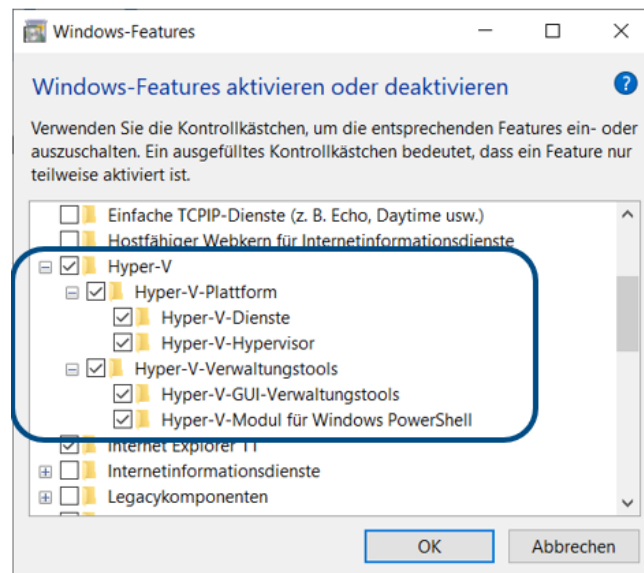 Windows-Features
Windows-Features aktivieren oder deaktivieren
Verwenden Sie die Kontrollkästchen, um die entsprechenden Features ein- oder
auszuschalten. Ein ausgefülltes Kontrollkästchen bedeutet, dass ein Feature nur
teilweise aktiviert ist.
Einfache TCPIP-Dienste (z. B. Echo, Daytime usw.)
Hostfähiger Webkern für Internetinformationsdienste
Hyper-V
Hyper-V-Plattform
Hyper-V-Dienste
Hyper-V-Hypervisor
Hyper-V-Verwaltungstools
Hyper-V-GUI-Verwaltungstools
Hyper-V-Modul für Windows PowerShell
Internet Explorer 11
Internetinformationsdienste
Legacykomponenten
OK Abbrechen